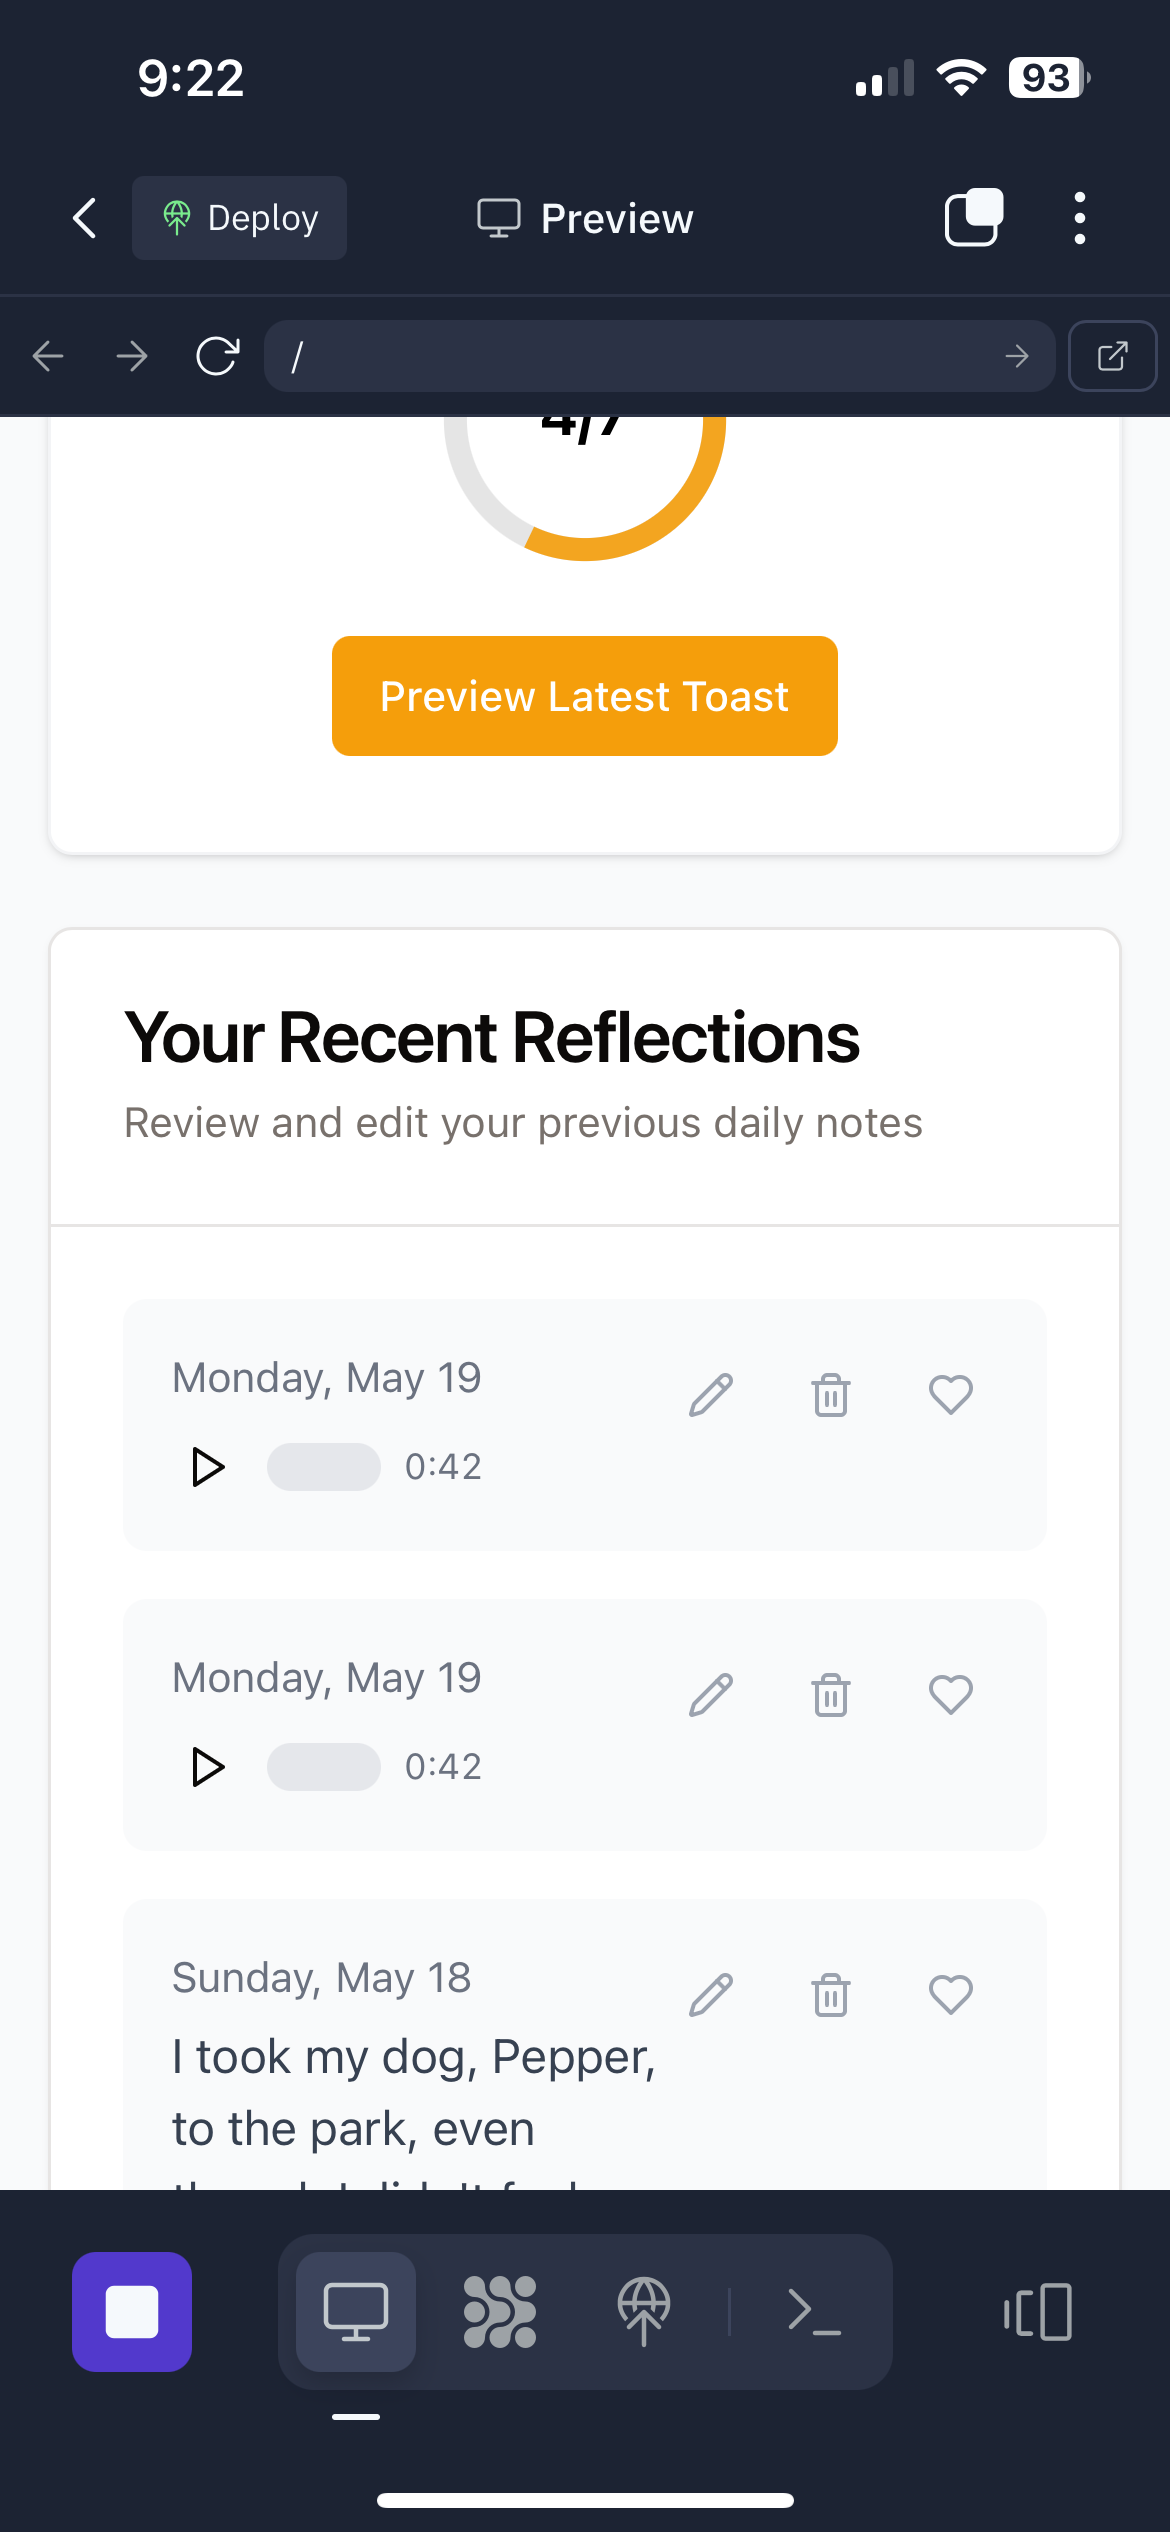 9:22
93
Deploy
Preview
/
4/7
Preview Latest Toast
Your Recent Reflections
Review and edit your previous daily notes
Monday, May 19
0:42
Monday, May 19
0:42
Sunday, May 18
I took my dog, Pepper,
to the park, even